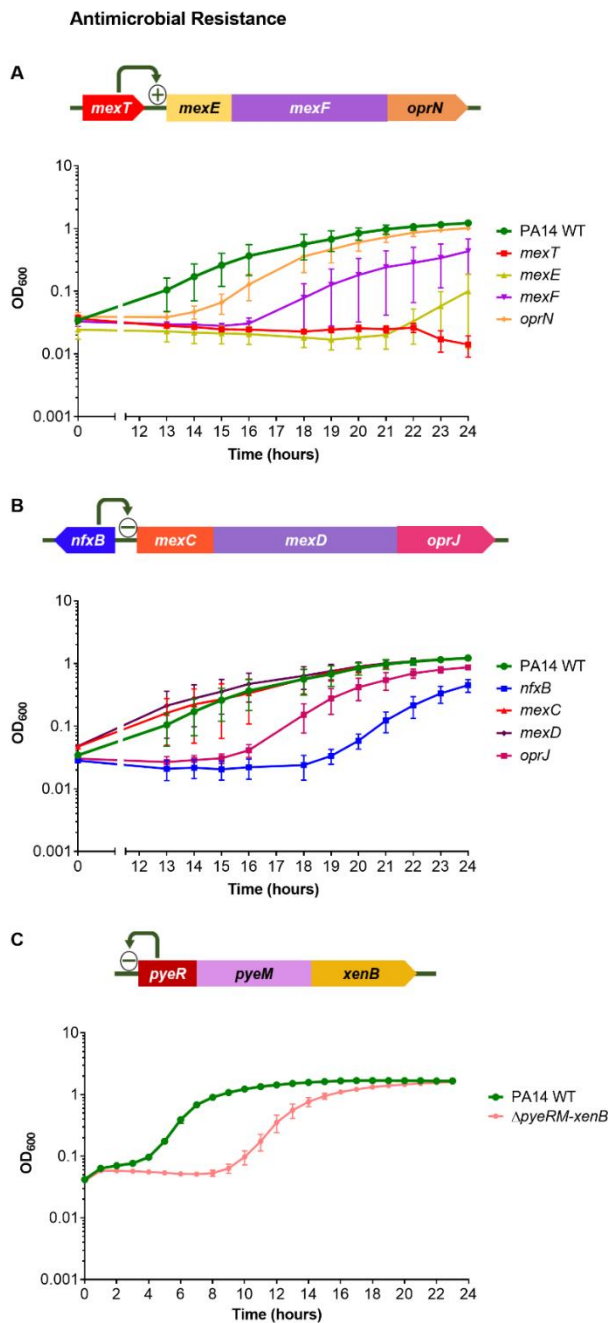 Antimicrobial Resistance
A
+
mexT mexE mexF oprN
10
1
0.1
0.01
0.001
OD600
0 12 13 14 15 16 17 18 19 20 21 22 23 24
Time (hours)
PA14 WT
mexT
mexE
mexF
oprN
B
−
nfxB mexC mexD oprJ
10
1
0.1
0.01
0.001
OD600
0 12 13 14 15 16 17 18 19 20 21 22 23 24
Time (hours)
PA14 WT
nfxB
mexC
mexD
oprJ
C
−
pyeR pyeM xenB
10
1
0.1
0.01
0.001
OD600
0 2 4 6 8 10 12 14 16 18 20 22 24
Time (hours)
PA14 WT
ΔpyeRM-xenB